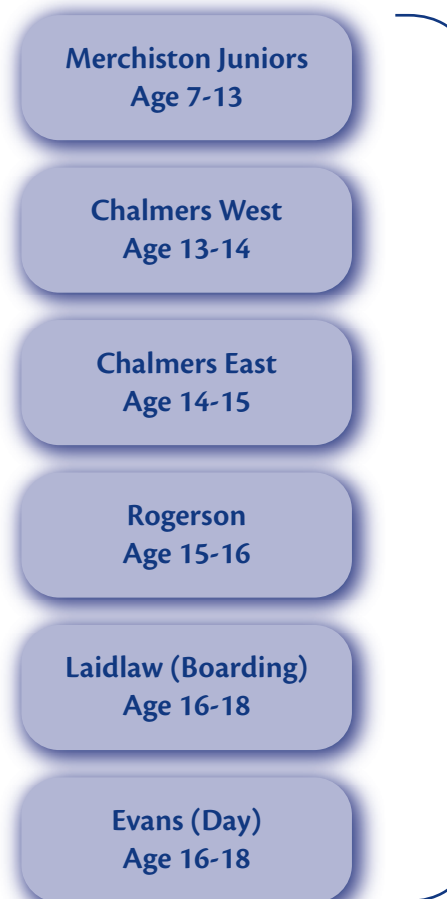 Merchiston Juniors
Age 7-13
Chalmers West
Age 13-14
Chalmers East
Age 14-15
Rogerson
Age 15-16
Laidlaw (Boarding)
Age 16-18
Evans (Day)
Age 16-18